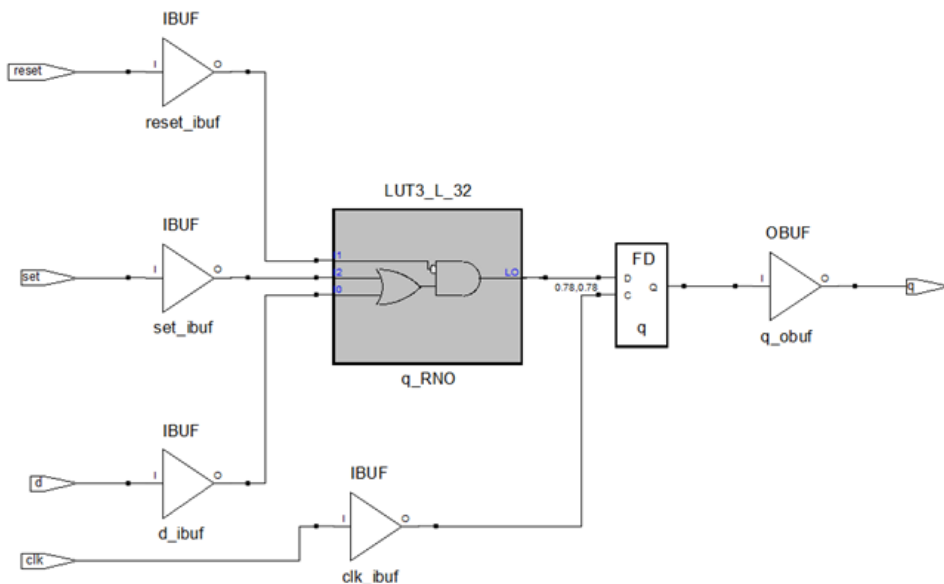 IBUF
reset
I
O
reset_ibuf
LUT3_L_32
IBUF
OBUF
1
FD
set
I
O
2
LO
D
Q
I
O
q
0
0.78,0.78
C
set_ibuf
q
q_obuf
q_RNO
IBUF
IBUF
d
I
O
d_ibuf
I
O
clk
clk_ibuf